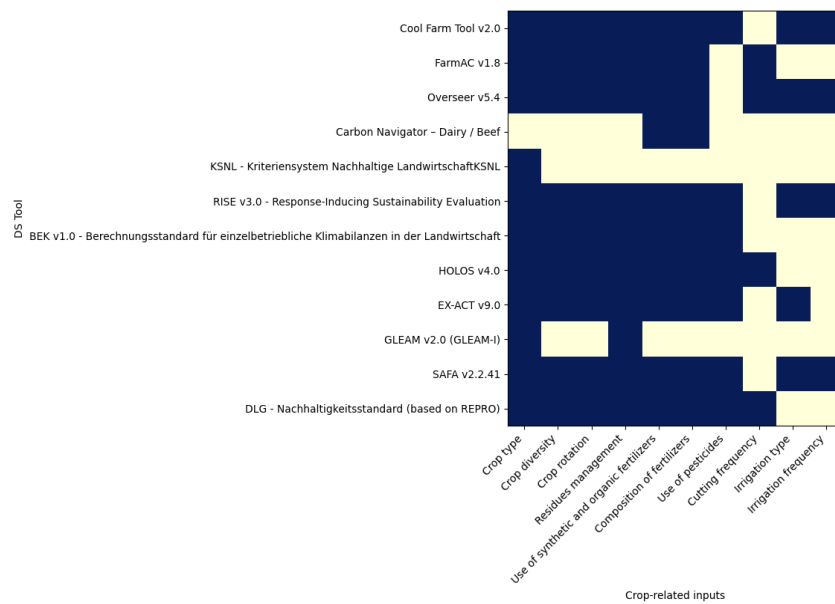 Cool Farm Tool v2.0
FarmAC v1.8
Overseer v5.4
Carbon Navigator – Dairy / Beef
KSNL - Kriteriensystem Nachhaltige LandwirtschaftKSNL
RISE v3.0 - Response-Inducing Sustainability Evaluation
DS Tool
BEK v1.0 - Berechnungsstandard für einzelbetriebliche Klimabilanzen in der Landwirtschaft
HOLOS v4.0
EX-ACT v9.0
GLEAM v2.0 (GLEAM-I)
SAFA v2.2.41
DLG - Nachhaltigkeitsstandard (based on REPRO)
Crop type
Crop diversity
Crop rotation
Residues management
Use of synthetic and organic fertilizers
Composition of fertilizers
Use of pesticides
Cutting frequency
Irrigation type
Irrigation frequency
Crop-related inputs